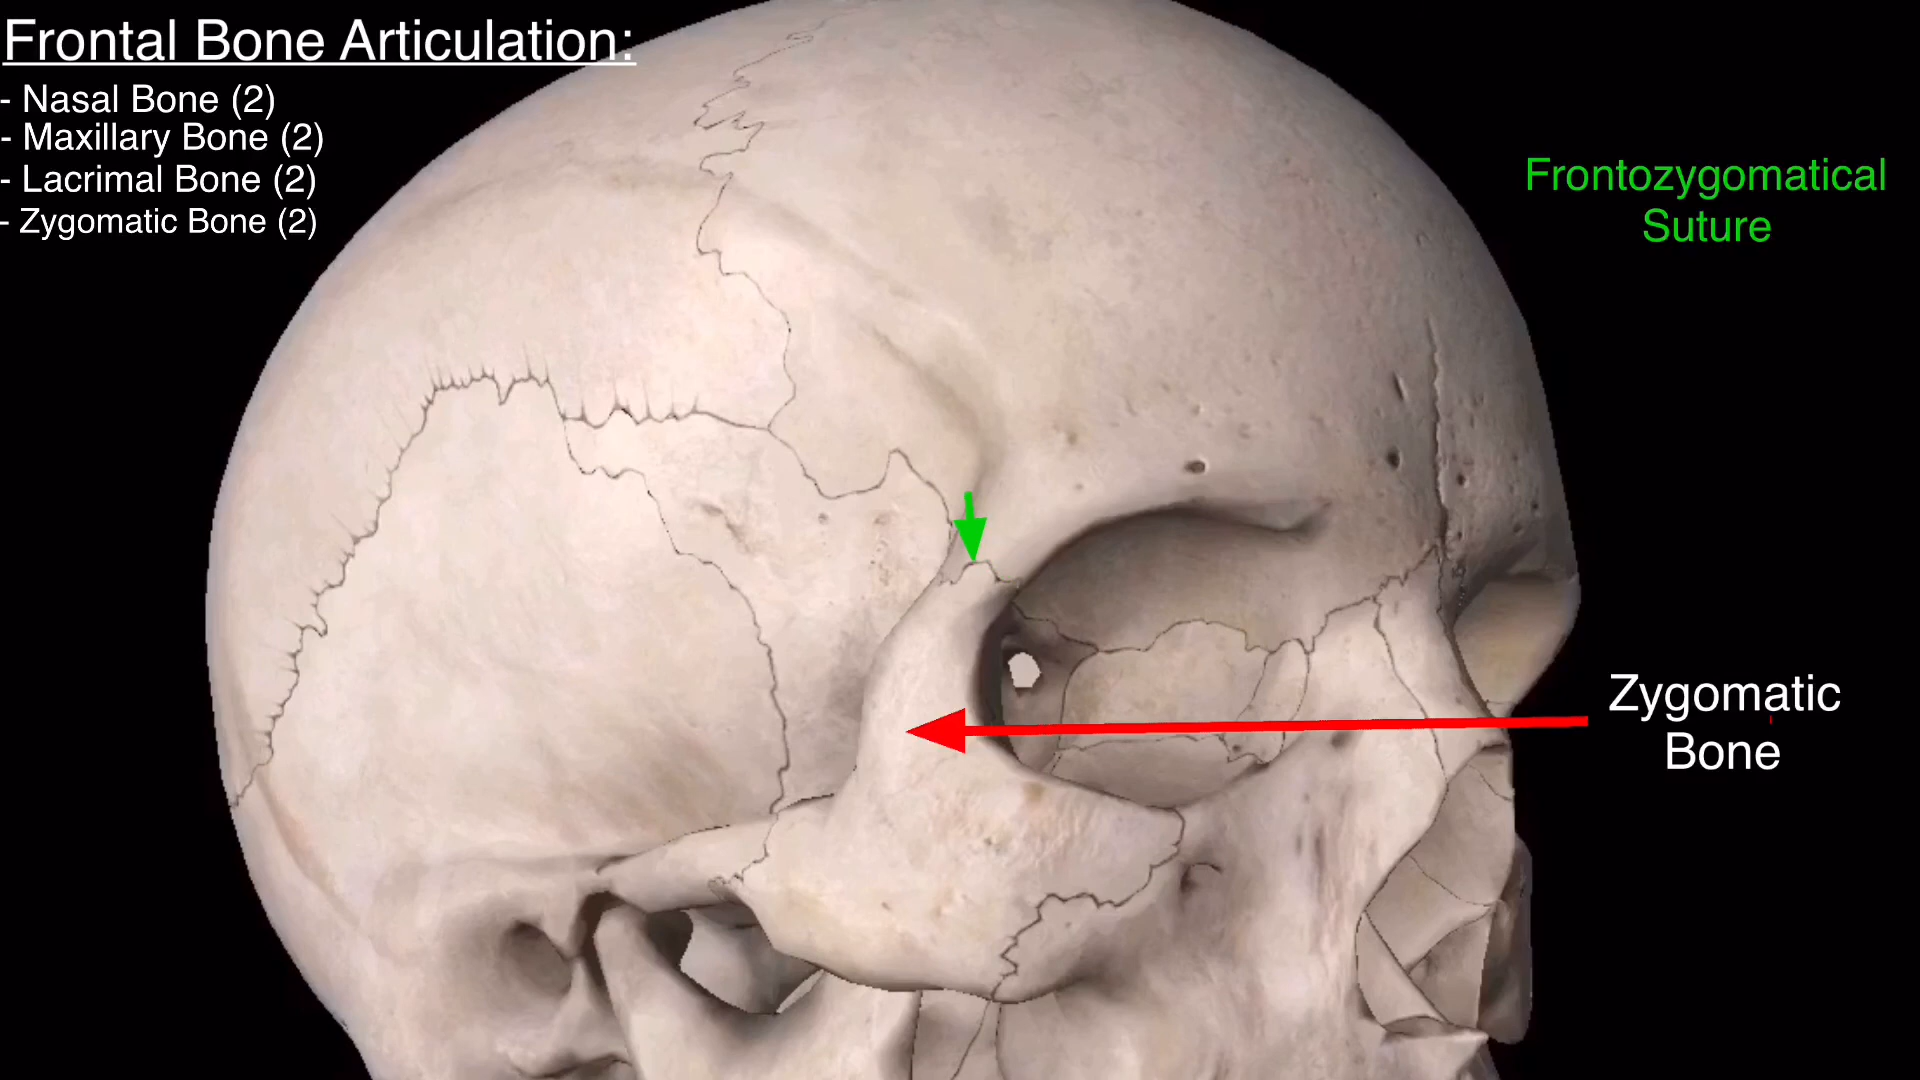 Frontal Bone Articulation:
- Nasal Bone (2)
- Maxillary Bone (2)
- Lacrimal Bone (2)
- Zygomatic Bone (2)
Frontozygomatical
Suture
Zygomatic
Bone